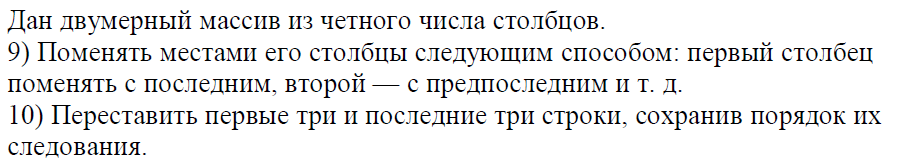 Дан двумерный массив из четного числа столбцов.
9) Поменять местами его столбцы следующим способом: первый столбец
поменять с последним, второй — с предпоследним и т. д.
10) Переставить первые три и последние три строки, сохранив порядок их
следования.